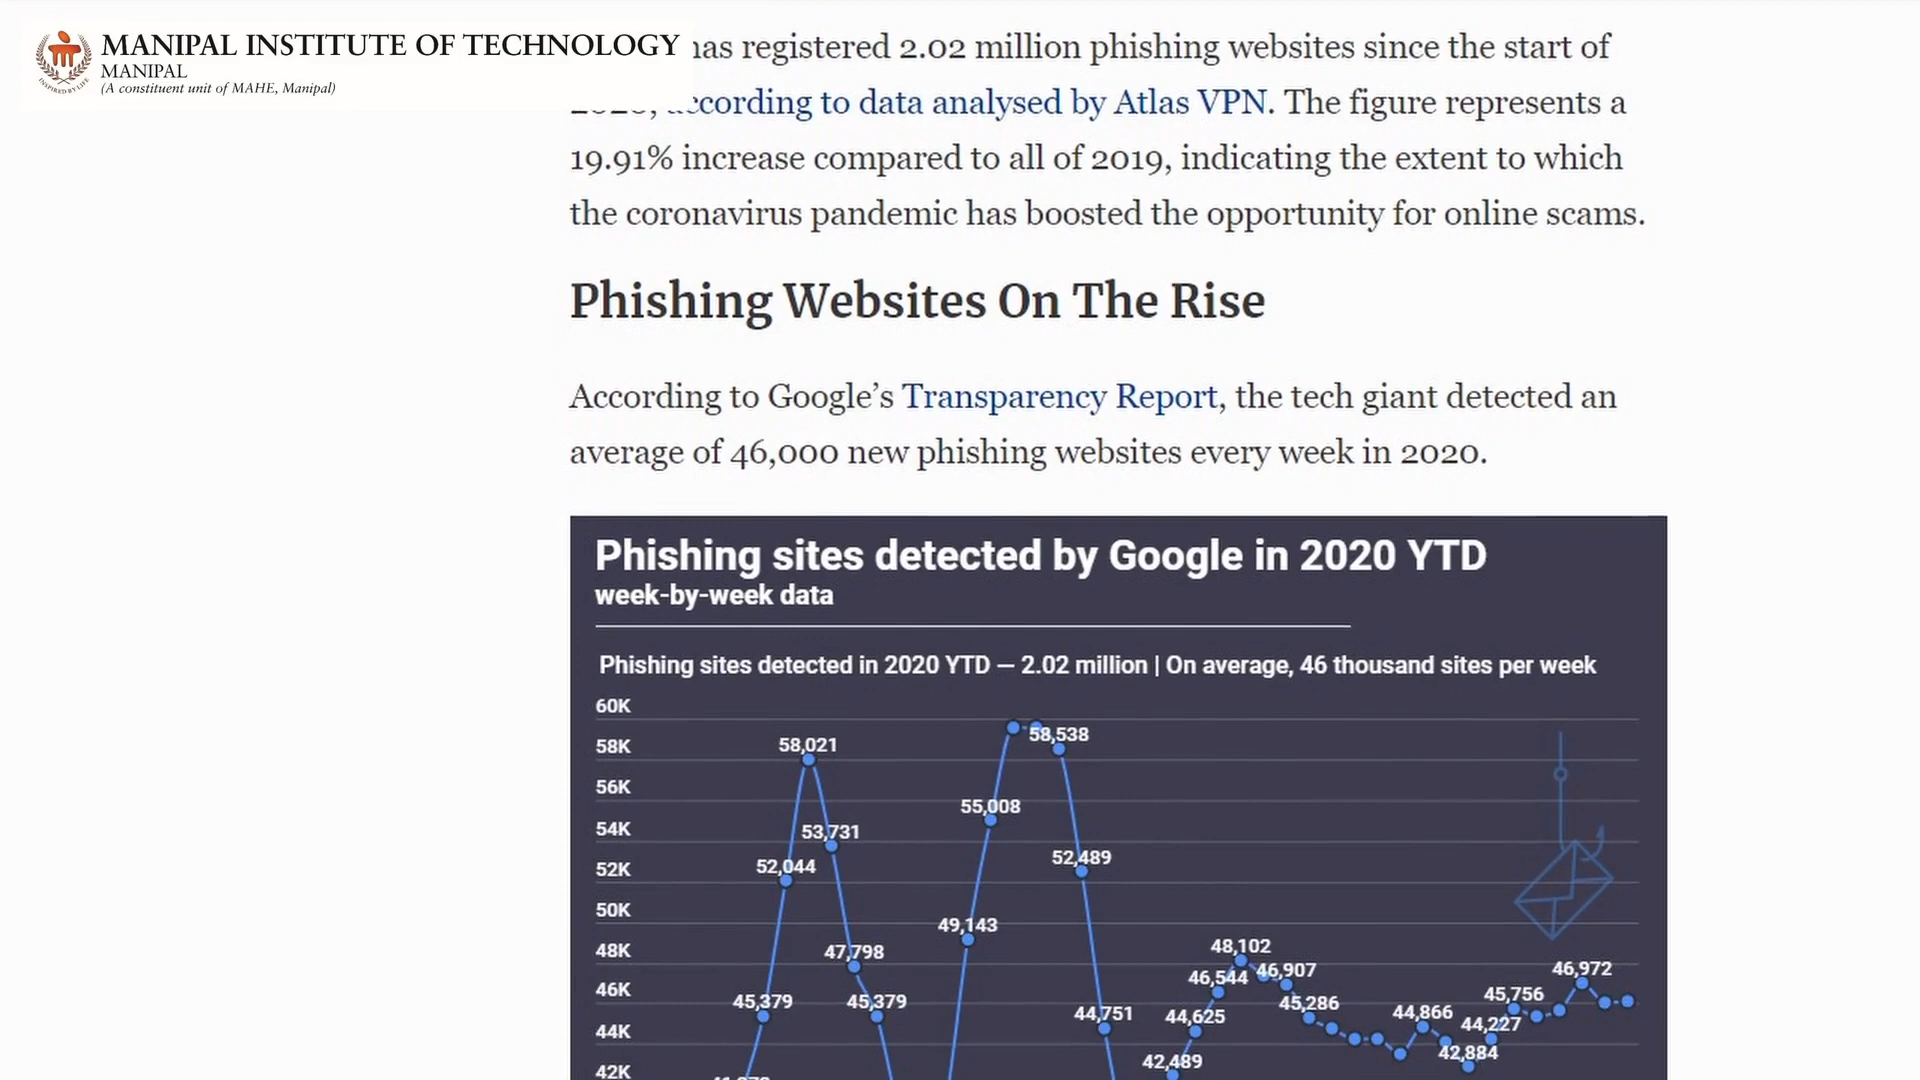 MANIPAL INSTITUTE OF TECHNOLOGY
MANIPAL
(A constituent unit of MAHE, Manipal)
INSPIRED BY LIFE
has registered 2.02 million phishing websites since the start of
according to data analysed by Atlas VPN. The figure represents a
19.91% increase compared to all of 2019, indicating the extent to which
the coronavirus pandemic has boosted the opportunity for online scams.
Phishing Websites On The Rise
According to Google’s Transparency Report, the tech giant detected an
average of 46,000 new phishing websites every week in 2020.
Phishing sites detected by Google in 2020 YTD
week-by-week data
Phishing sites detected in 2020 YTD — 2.02 million | On average, 46 thousand sites per week
60K
58,538
58,021
58K
56K
55,008
54K
53,731
52,489
52,044
52K
50K
49,143
48,102
48K
47,798
46,972
46,907
46,544
46K
45,756
45,379
45,379
45,286
44,751
44,625
44,866
44,227
44K
42,884
42,489
42K